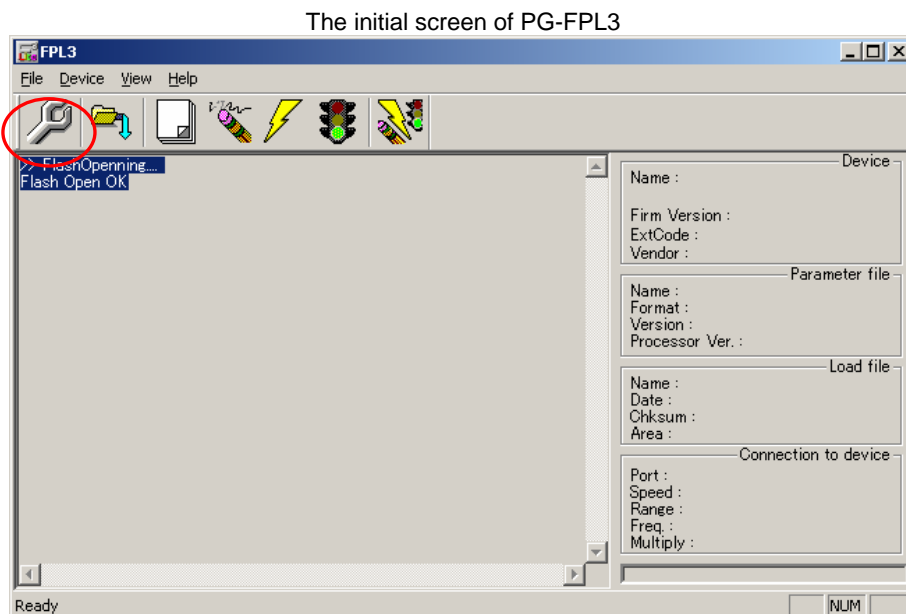 The initial screen of PG-FPL3
FPL3
File Device View Help
>> FlashOpenning....
Flash Open OK
Device
Name :
Firm Version :
ExtCode :
Vendor :
Parameter file
Name :
Format :
Version :
Processor Ver. :
Load file
Name :
Date :
Chksum :
Area :
Connection to device
Port :
Speed :
Range :
Freq. :
Multiply :
Ready
NUM